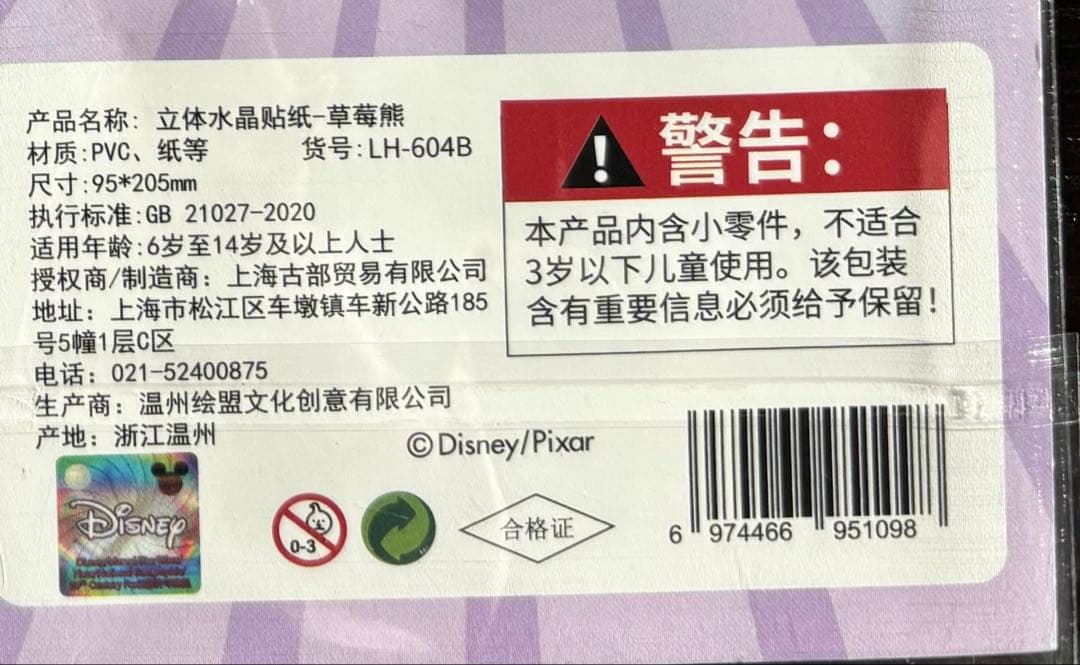 产品名称: 立体水晶贴纸-草莓熊
材质:PVC、纸等 货号:LH-604B
尺寸:95*205mm
执行标准:GB 21027-2020
适用年龄:6岁至14岁及以上人士
授权商/制造商: 上海古部贸易有限公司
地址: 上海市松江区车墩镇车新公路185
号5幢1层C区
电话: 021-52400875
生产商: 温州绘盟文化创意有限公司
产地: 浙江温州
警告:
本产品内含小零件，不适合
3岁以下儿童使用。该包装
含有重要信息必须给予保留!
©Disney/Pixar
Disney
0-3
合格证
6 974466 951098